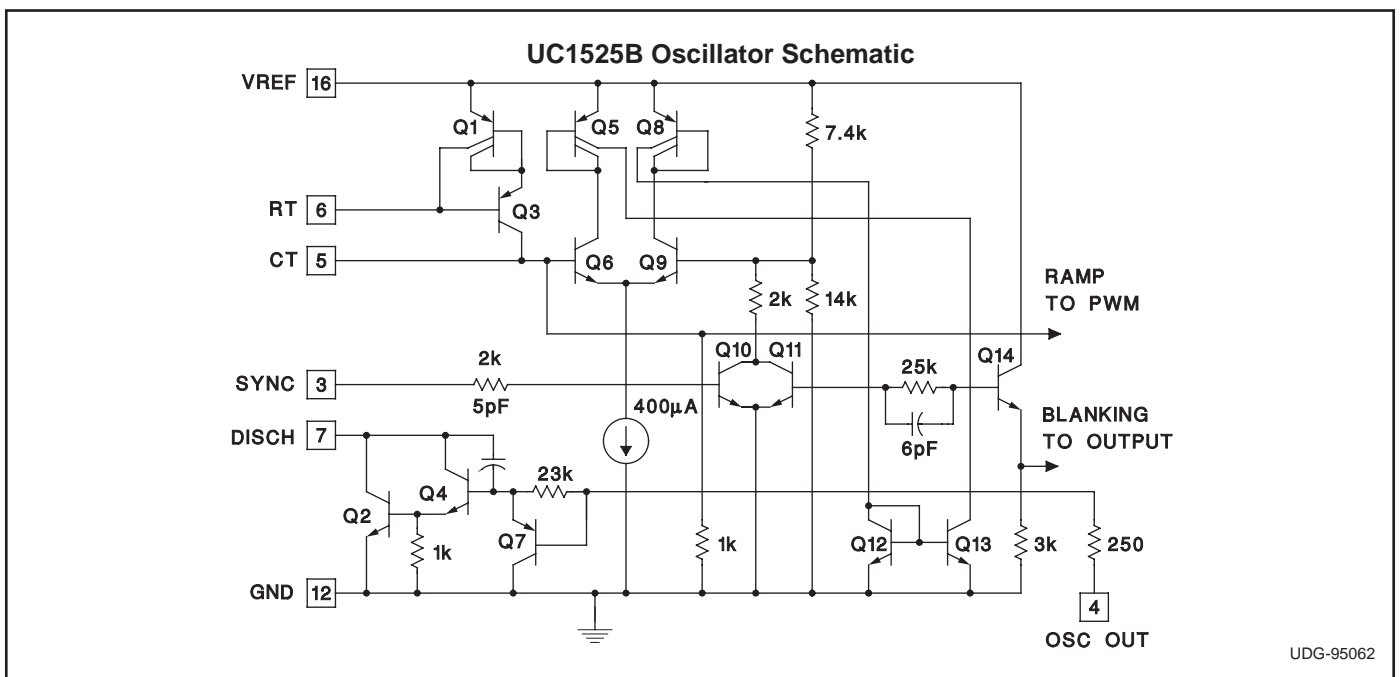 UC1525B Oscillator Schematic
VREF 16
Q1
Q5
Q8
7.4k
RT 6
Q3
CT 5
Q6
Q9
2k
14k
RAMP
TO PWM
Q10
Q11
Q14
2k
25k
SYNC 3
5pF
400µA
6pF
BLANKING
TO OUTPUT
DISCH 7
23k
Q4
Q2
Q7
1k
1k
Q12
Q13
3k
250
GND 12
4
OSC OUT
UDG-95062